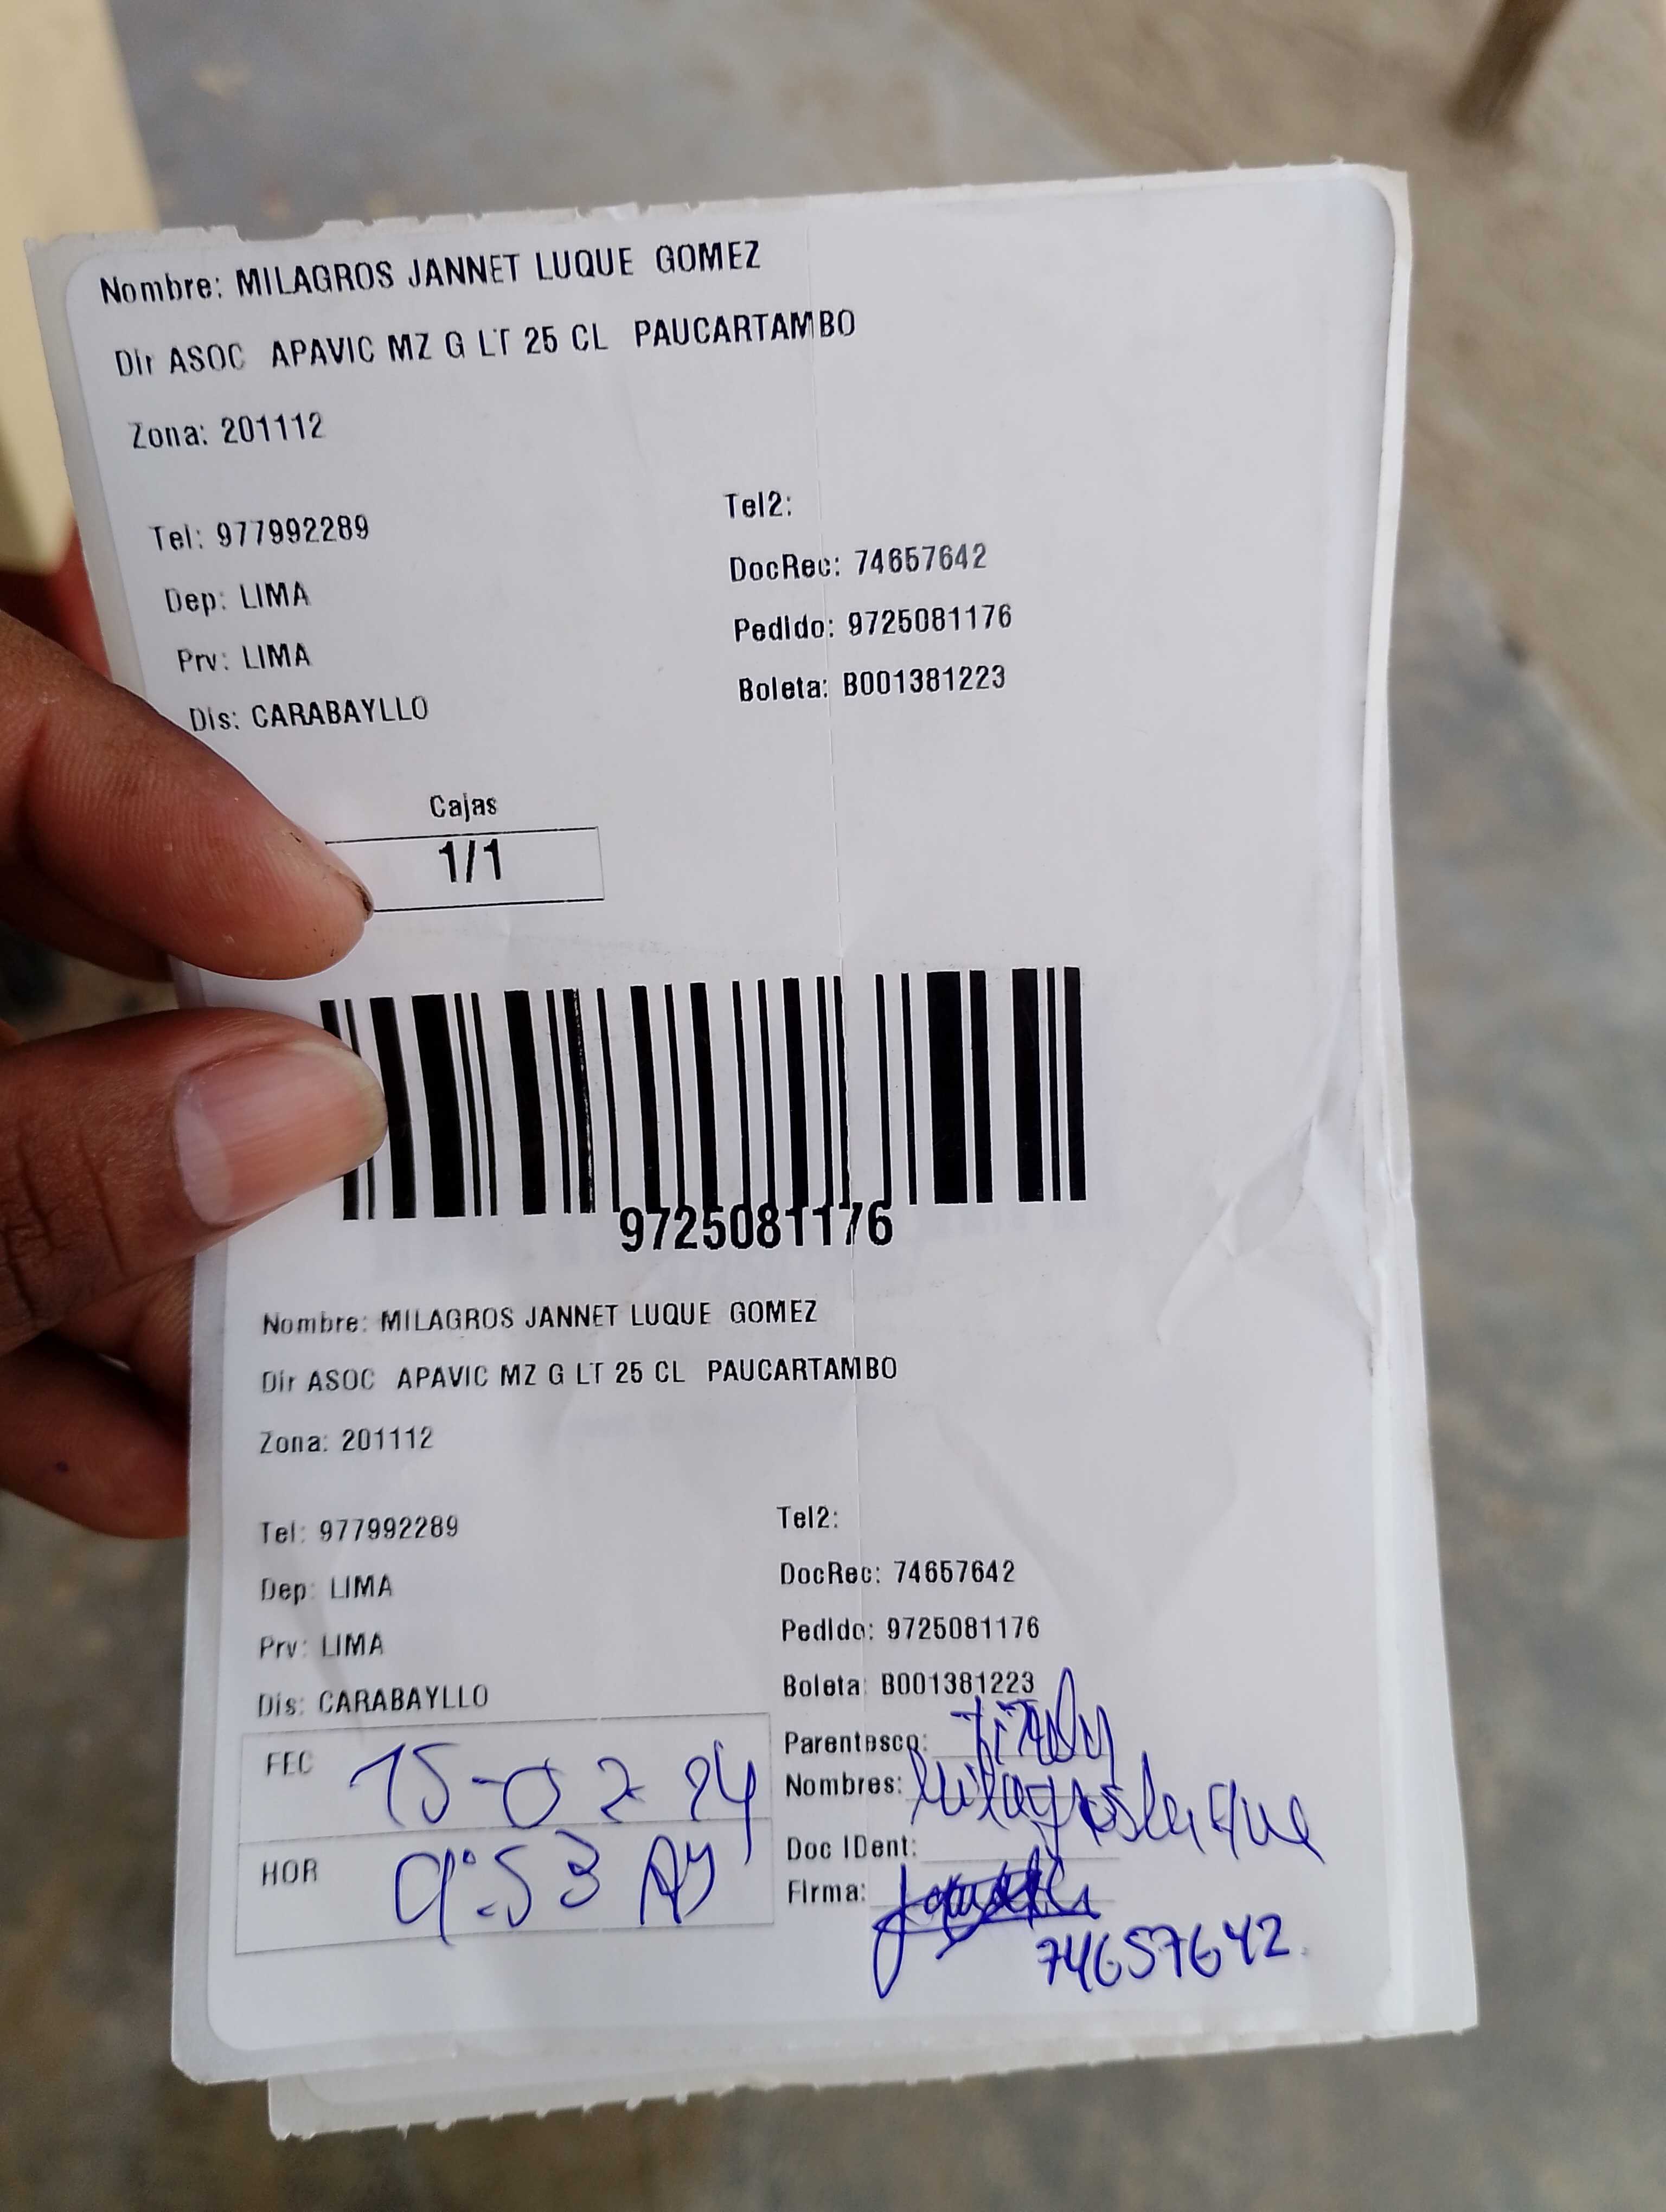 Nombre: MILAGROS JANNET LUQUE GOMEZ
Dir ASOC APAVIC MZ G LT 25 CL PAUCARTAMBO
Zona: 201112
Tel: 977992289
Tel2:
Dep: LIMA
DocRec: 74657642
Prv: LIMA
Pedido: 9725081176
Dis: CARABAYLLO
Boleta: B001381223
Cajas
1/1
9725081176
Nombre: MILAGROS JANNET LUQUE GOMEZ
Dir ASOC APAVIC MZ G LT 25 CL PAUCARTAMBO
Zona: 201112
Tel: 977992289
Tel2:
Dep: LIMA
DocRec: 74657642
Prv: LIMA
Pedido: 9725081176
Dis: CARABAYLLO
Boleta: B001381223
FEC 15-02-24
Parentesco:
Nombres: Milagros Luque
HOR 9:53
Doc IDent:
Firma:
74657642